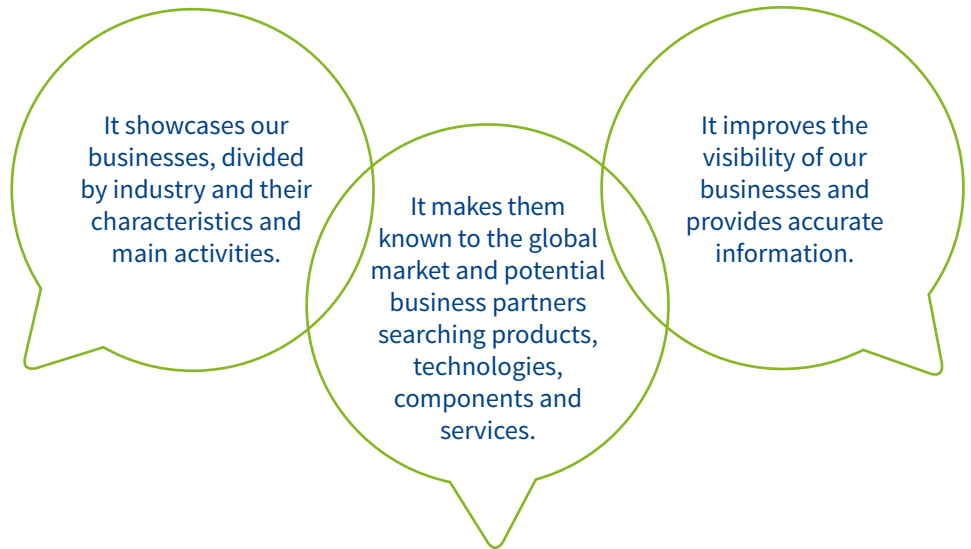 It showcases our
businesses, divided
by industry and their
characteristics and
main activities.
It makes them
known to the global
market and potential
business partners
searching products,
technologies,
components and
services.
It improves the
visibility of our
businesses and
provides accurate
information.